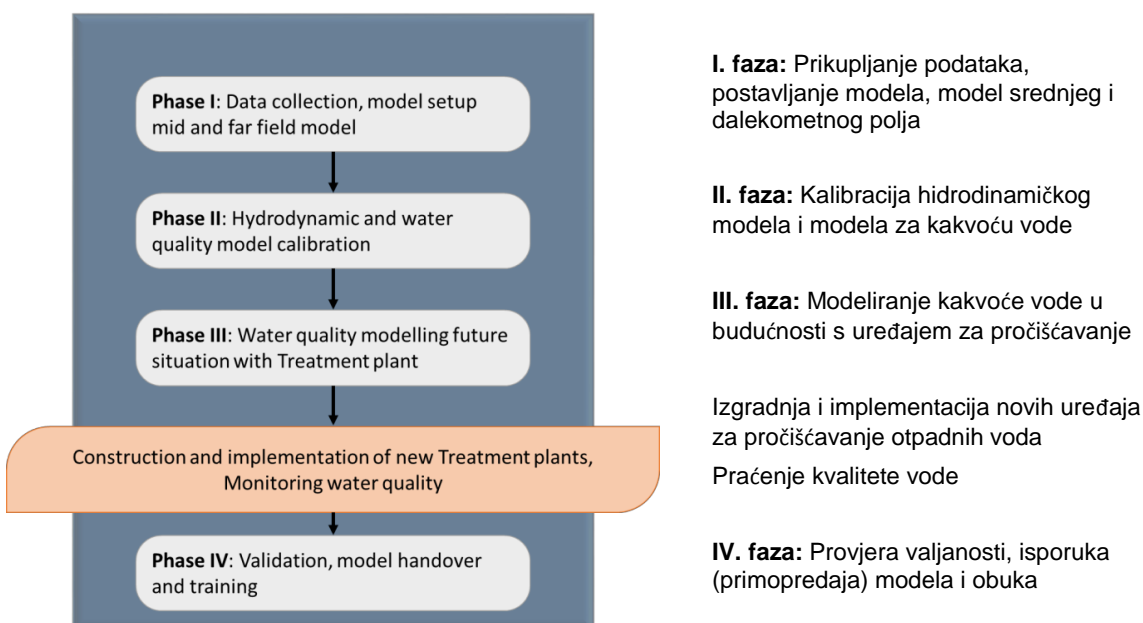 Phase I: Data collection, model setup
mid and far field model
Phase II: Hydrodynamic and water
quality model calibration
Phase III: Water quality modelling future
situation with Treatment plant
Construction and implementation of new Treatment plants,
Monitoring water quality
Phase IV: Validation, model handover
and training
I. faza: Prikupljanje podataka,
postavljanje modela, model srednjeg i
dalekometnog polja
II. faza: Kalibracija hidrodinamičkog
modela i modela za kakvoću vode
III. faza: Modeliranje kakvoće vode u
budućnosti s uređajem za pročišćavanje
Izgradnja i implementacija novih uređaja
za pročišćavanje otpadnih voda
Praćenje kvalitete vode
IV. faza: Provjera valjanosti, isporuka
(primopredaja) modela i obuka